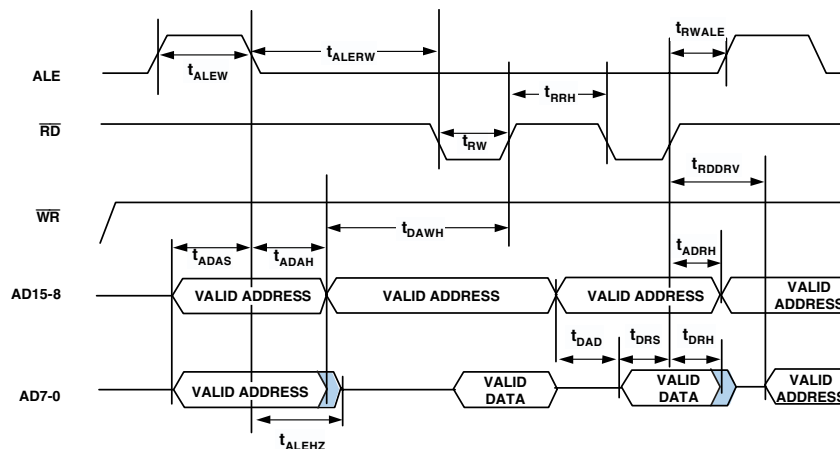 tRWALE
ALE
tALEW
tALERW
tRRH
RD
tRW
tRDDRV
WR
tDAWH
tADAS
tADAH
tADRH
AD15-8
VALID ADDRESS
VALID ADDRESS
VALID ADDRESS
VALID
ADDRESS
tDAD
tDRS
tDRH
AD7-0
VALID ADDRESS
VALID
DATA
VALID
DATA
VALID
ADDRESS
tALEHZ